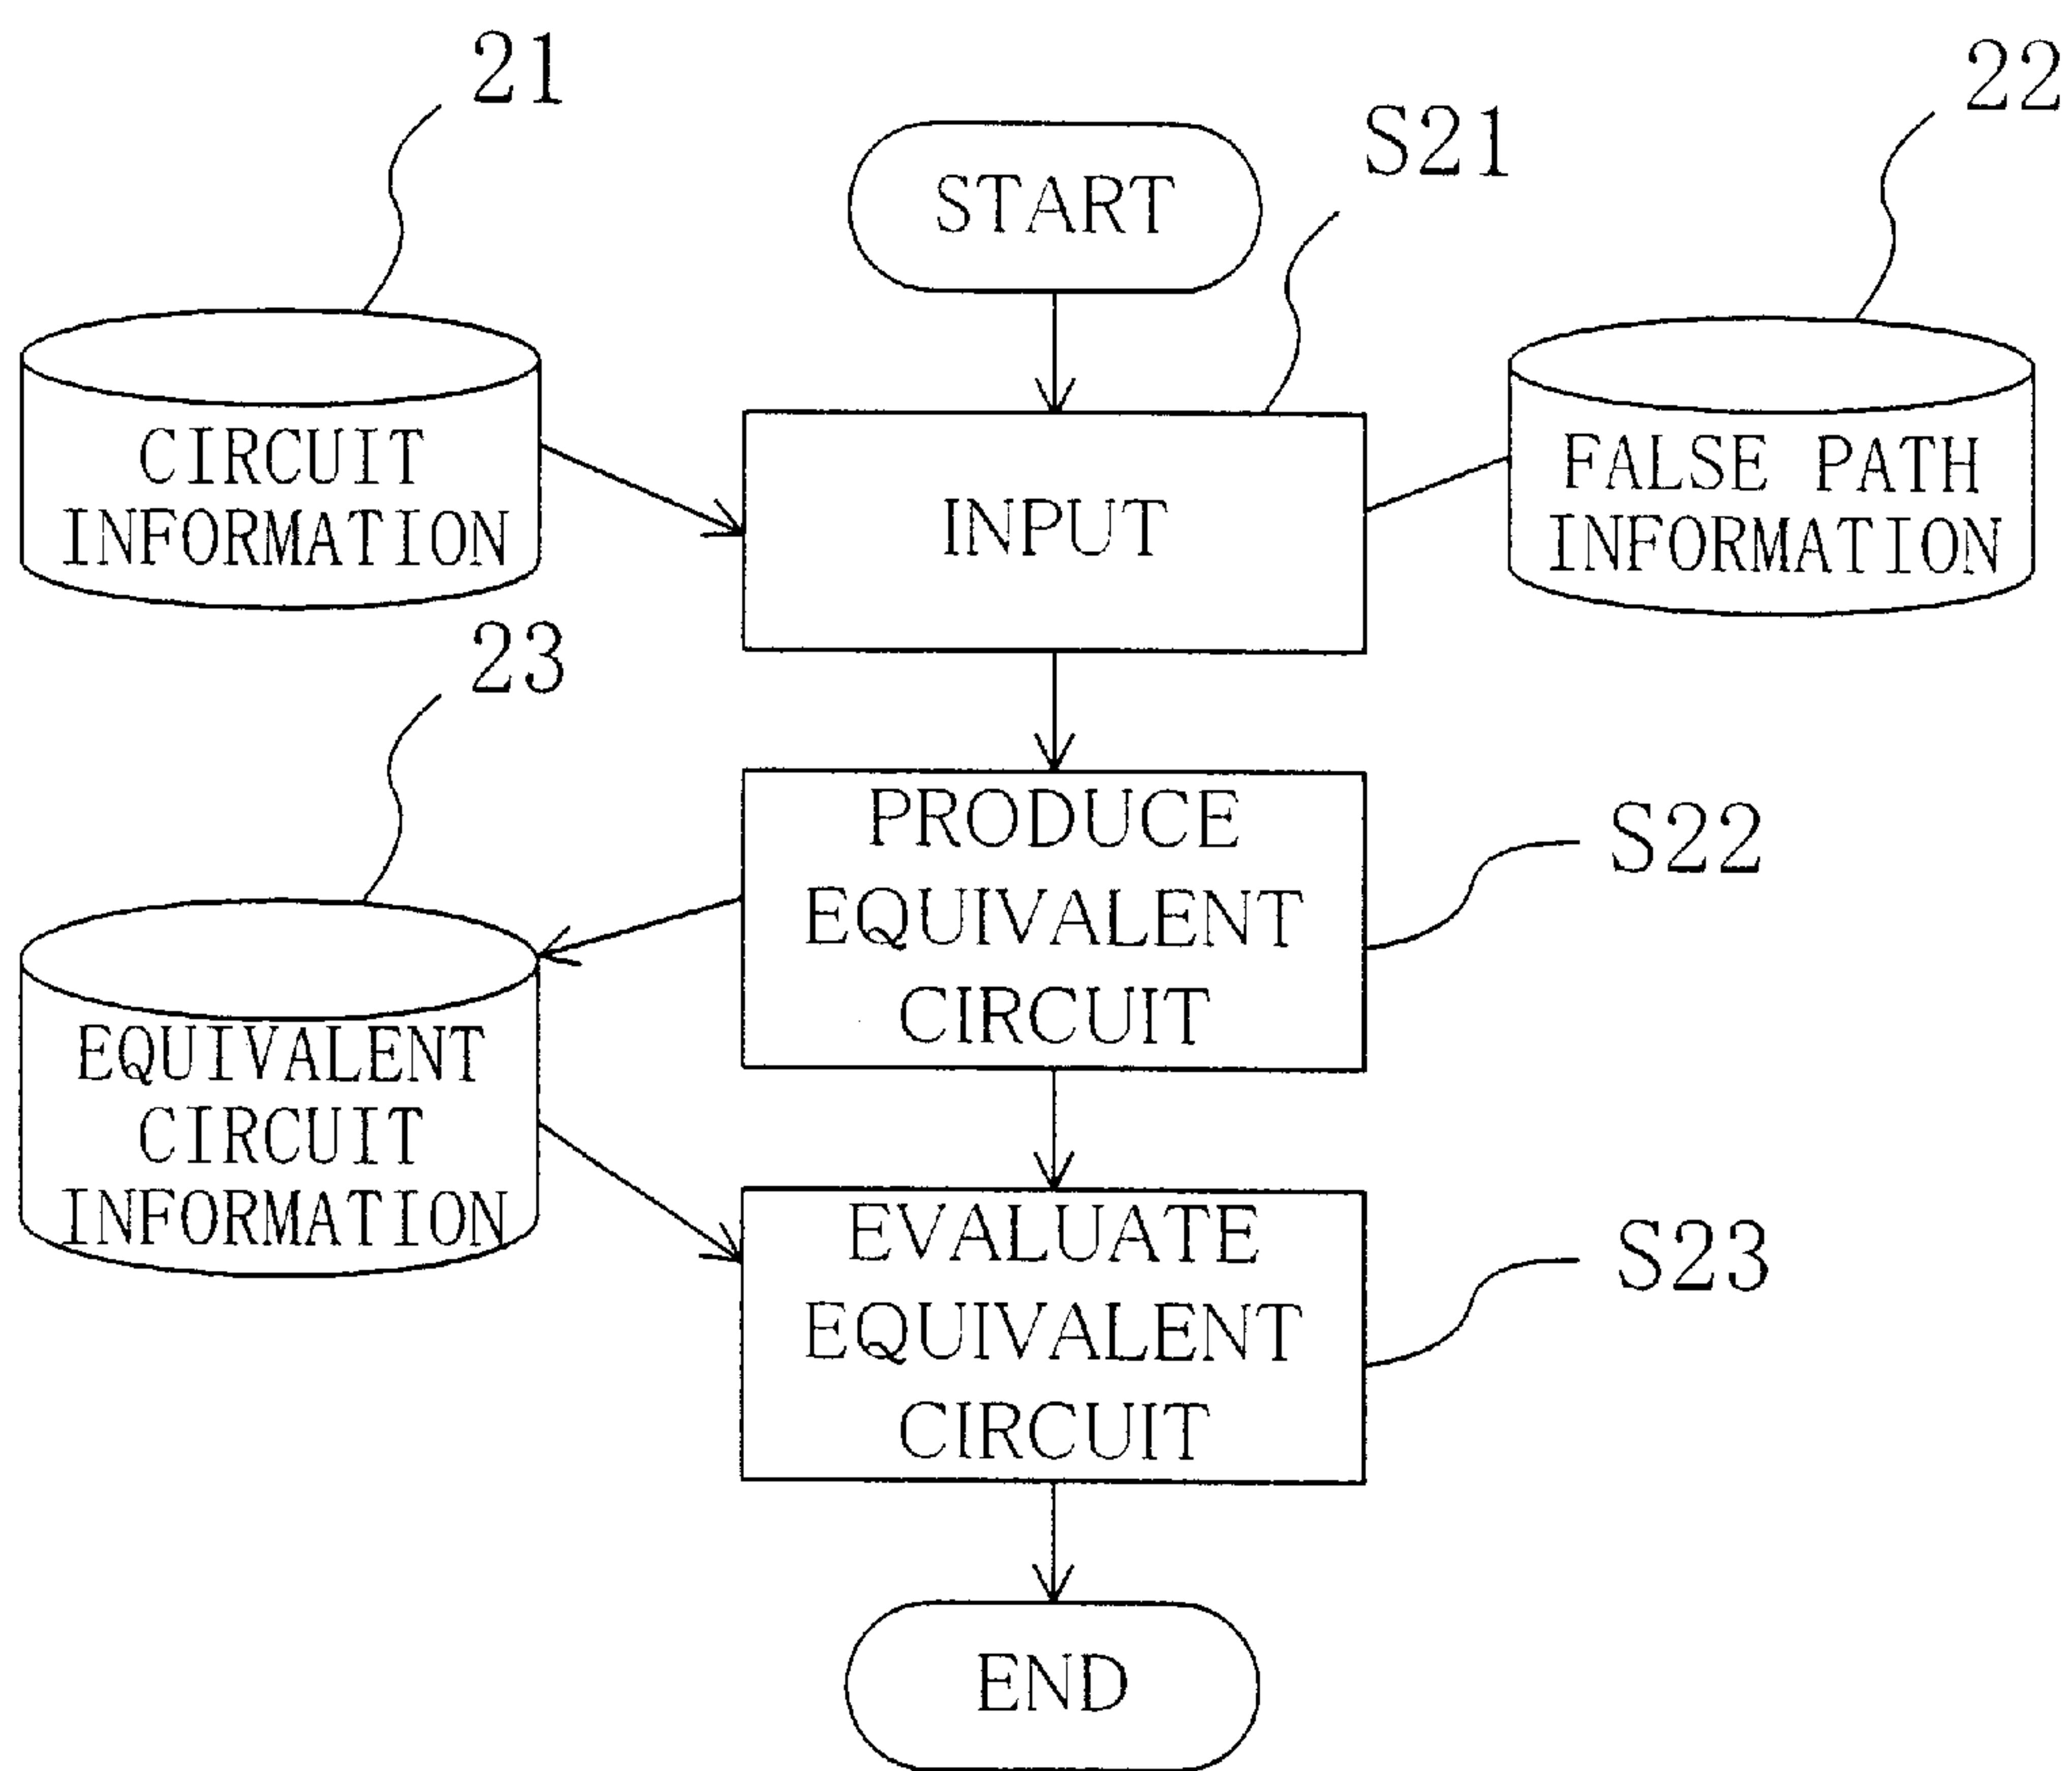 21
22
S21
START
CIRCUIT
INFORMATION
INPUT
FALSE PATH
INFORMATION
23
PRODUCE
EQUIVALENT
CIRCUIT
S22
EQUIVALENT
CIRCUIT
INFORMATION
EVALUATE
EQUIVALENT
CIRCUIT
S23
END